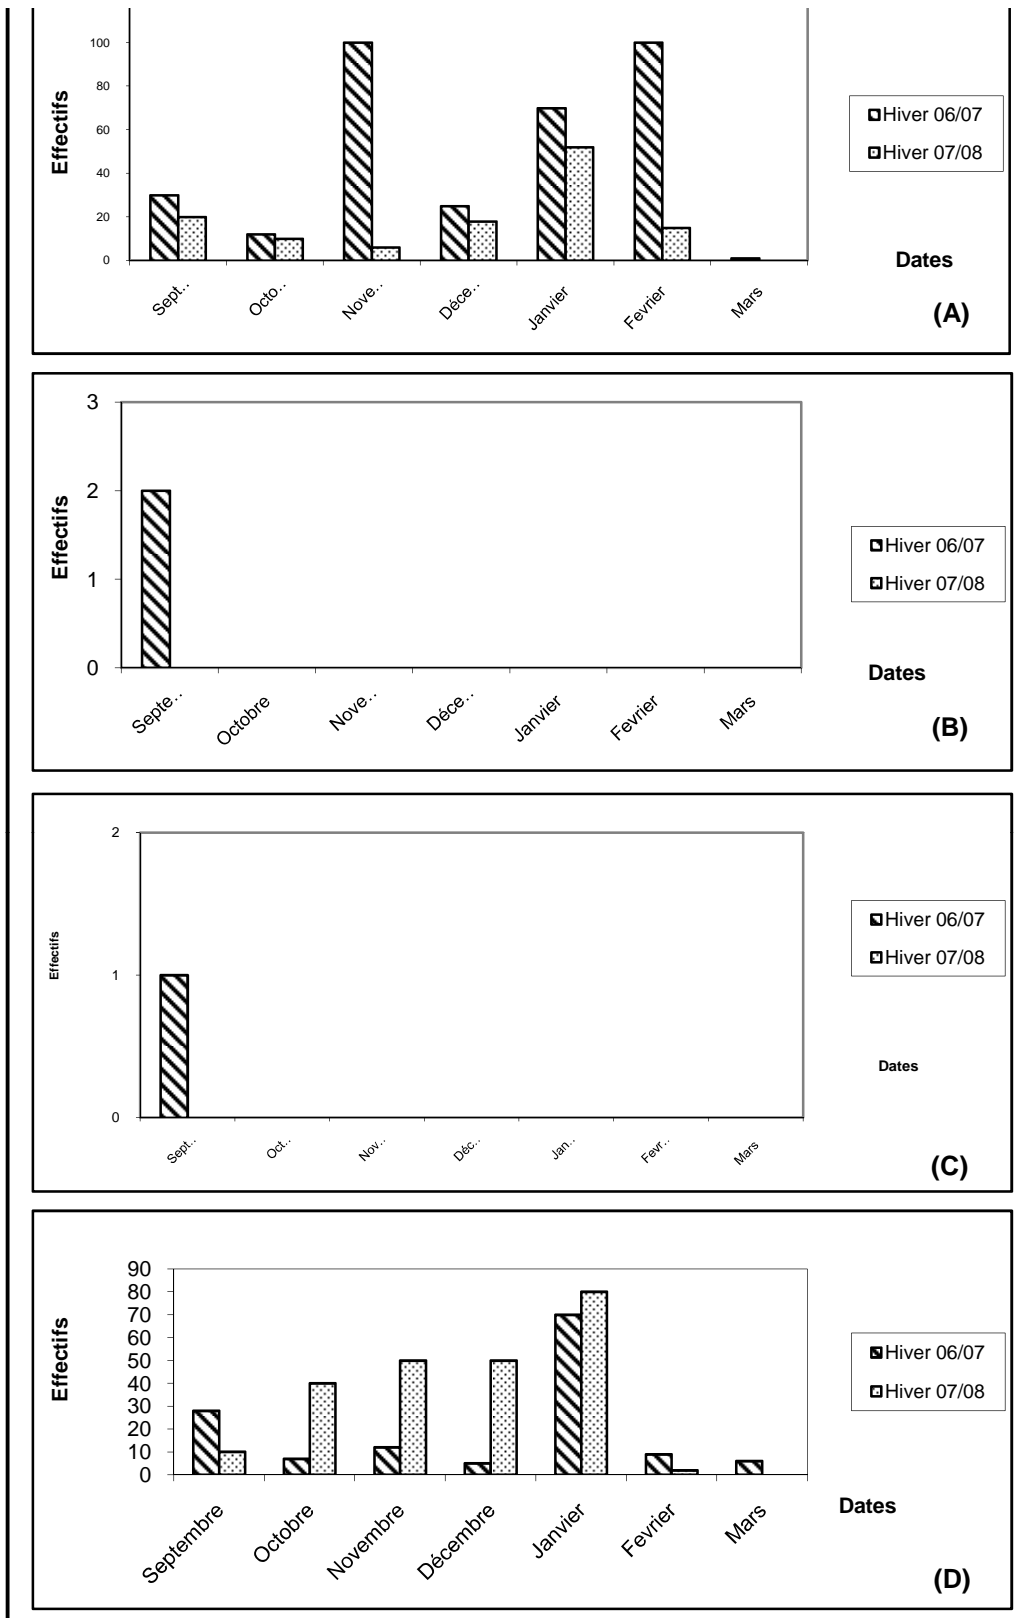 100
80
60
40
20
0
Effectifs
Sept..
Octo..
Nove..
Déce..
Janvier
Fevrier
Mars
Hiver 06/07
Hiver 07/08
Dates
(A)
3
2
1
0
Effectifs
Septe..
Octobre
Nove..
Déce..
Janvier
Fevrier
Mars
Hiver 06/07
Hiver 07/08
Dates
(B)
2
1
0
Effectifs
Sept..
Oct..
Nov..
Déc..
Jan..
Fevr..
Mars
Hiver 06/07
Hiver 07/08
Dates
(C)
90
80
70
60
50
40
30
20
10
0
Effectifs
Septembre
Octobre
Novembre
Décembre
Janvier
Fevrier
Mars
Hiver 06/07
Hiver 07/08
Dates
(D)